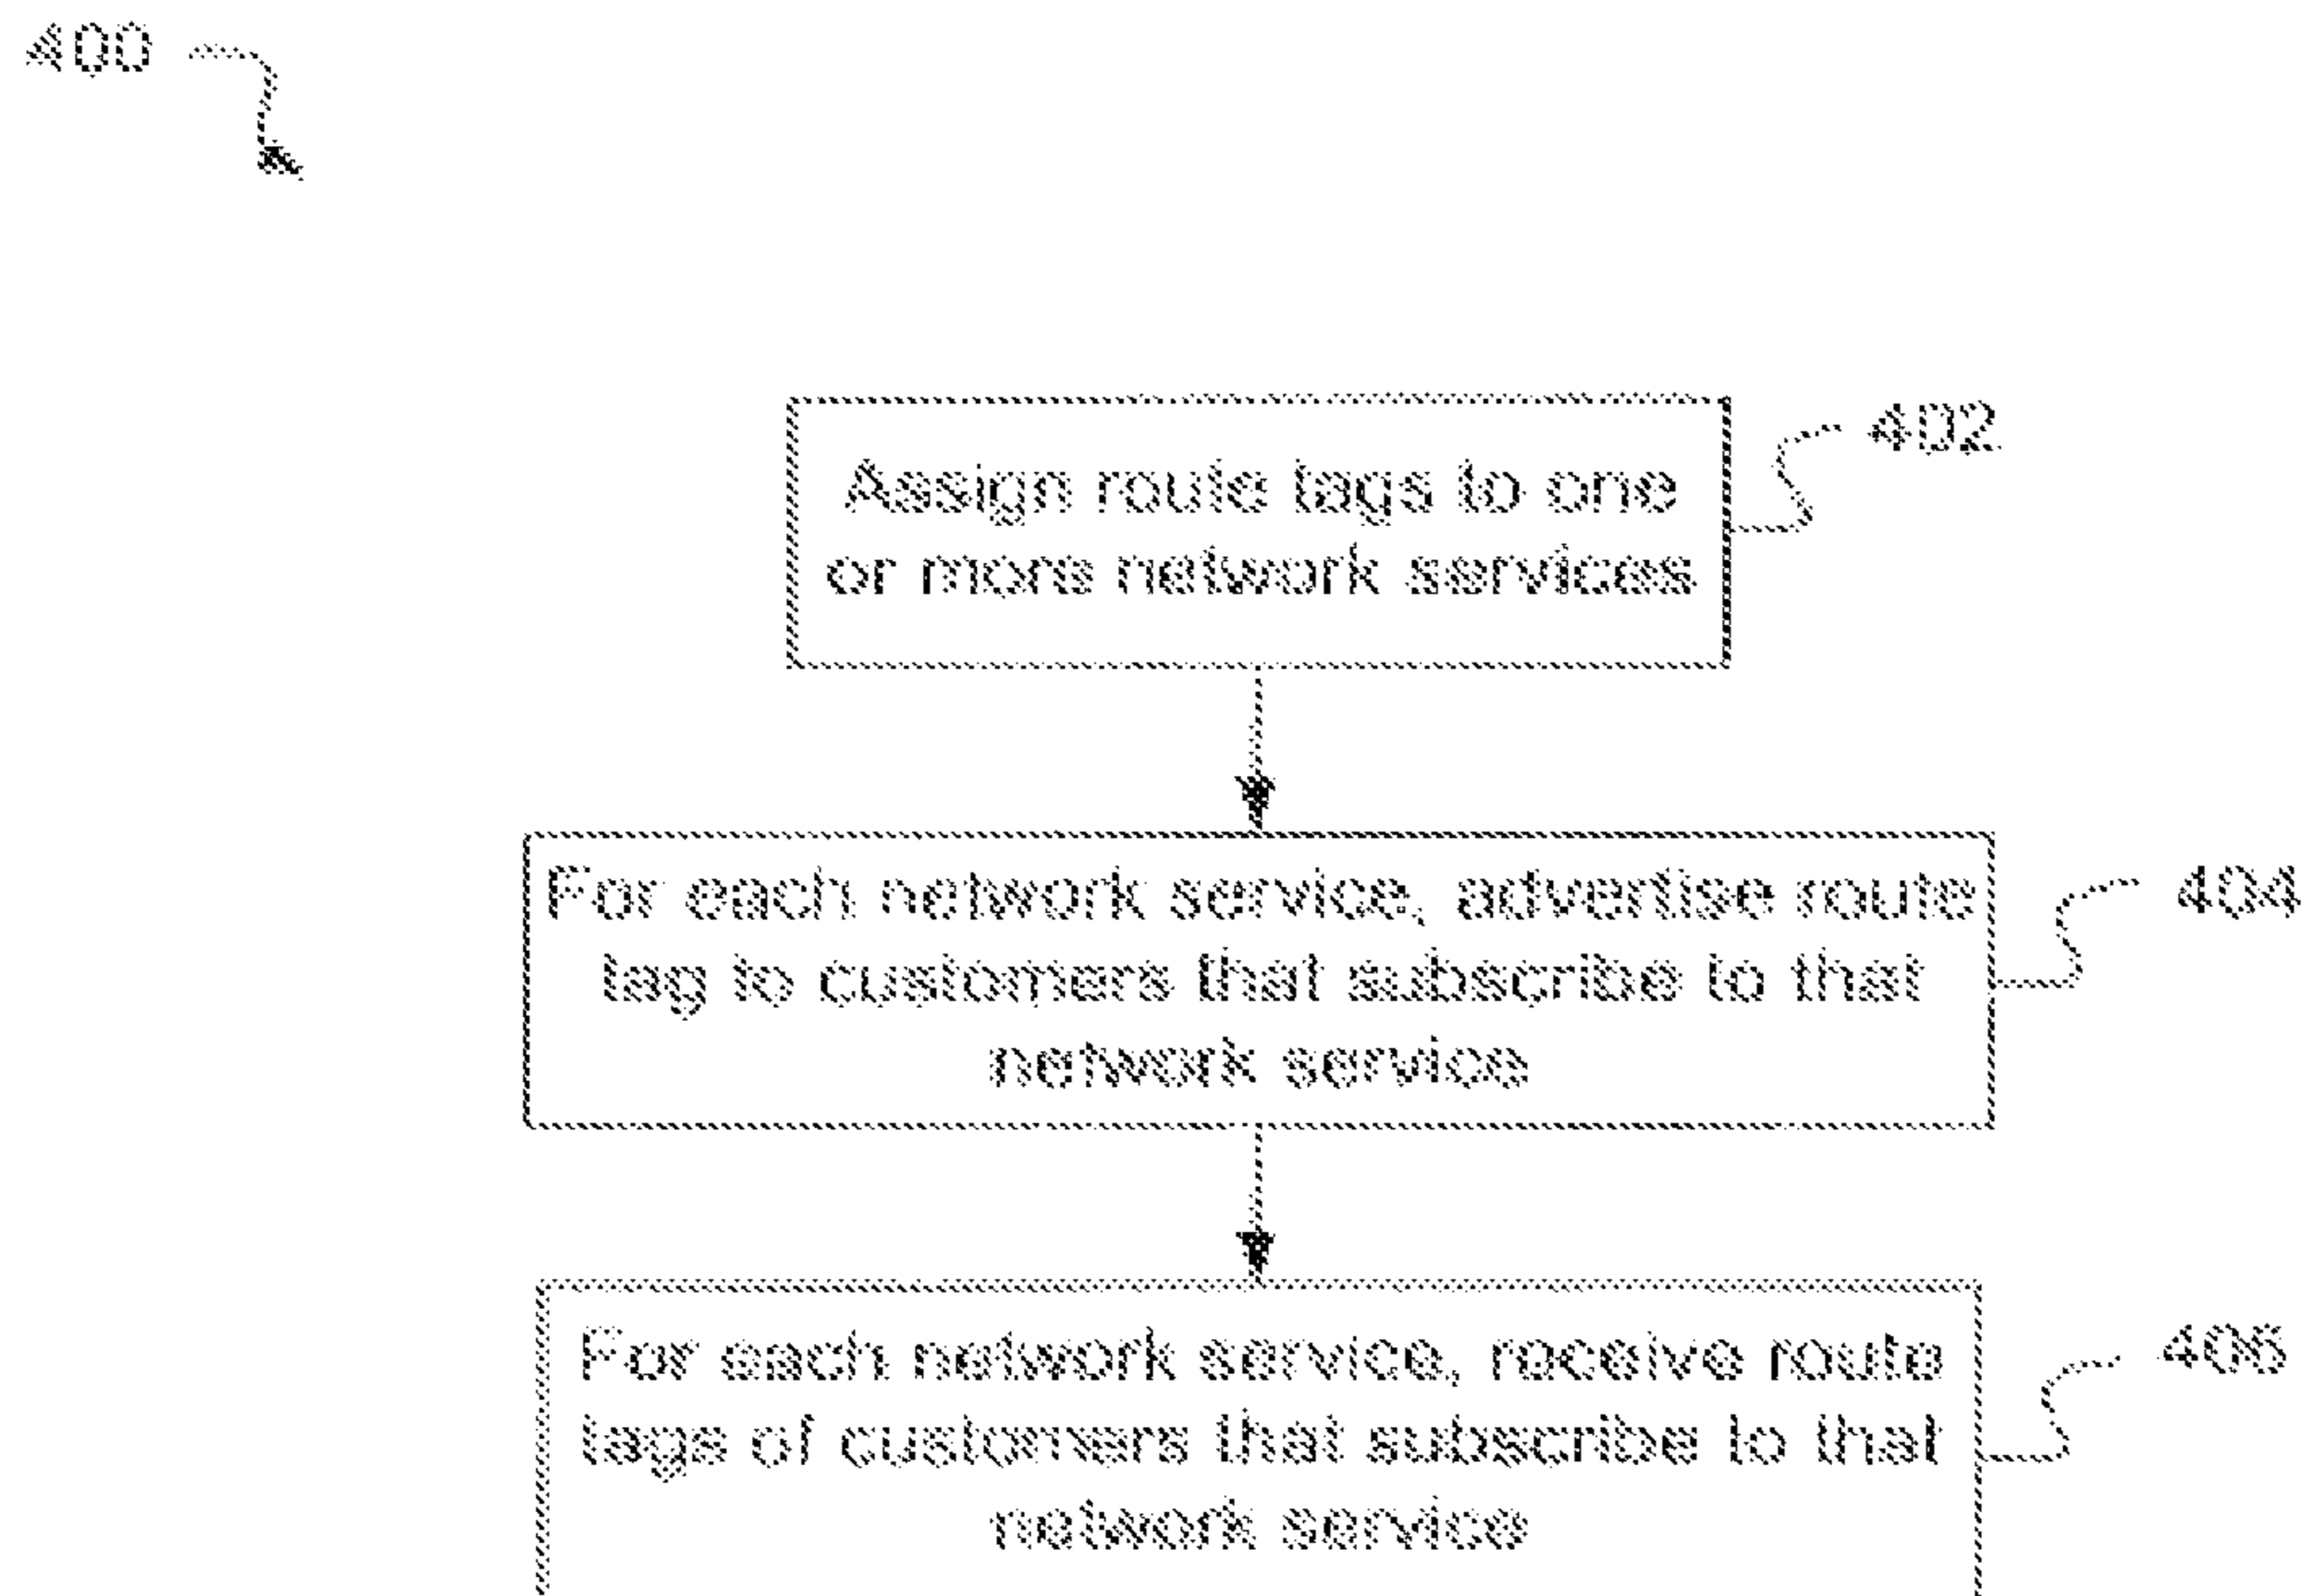 400
402
Assign route tags to one
or more network services
404
For each network service, advertise route
tag to customers that subscribe to that
network service
406
For each network service, receive route
tags of customers that subscribe to that
network service